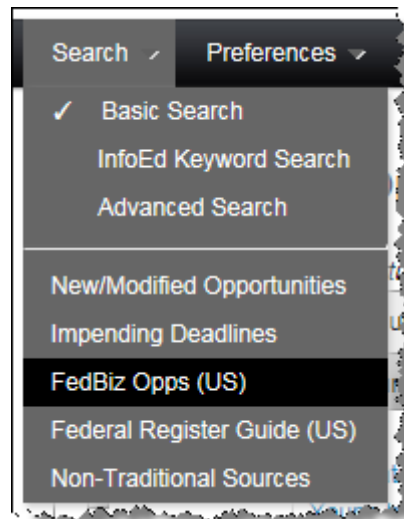 Search Preferences
✓ Basic Search
InfoEd Keyword Search
Advanced Search
New/Modified Opportunities
Impending Deadlines
FedBiz Opps (US)
Federal Register Guide (US)
Non-Traditional Sources